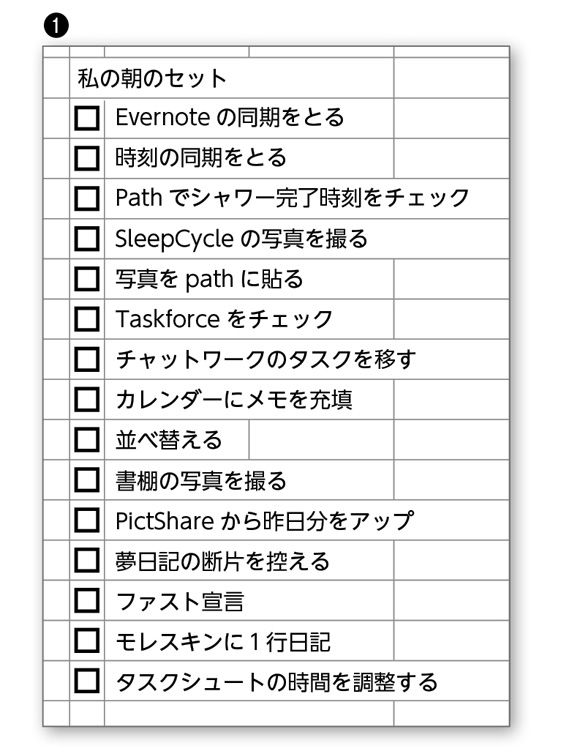 ❶
私の朝のセット
□ Evernote の同期をとる
□ 時刻の同期をとる
□ Path でシャワー完了時刻をチェック
□ SleepCycle の写真を撮る
□ 写真を path に貼る
□ Taskforce をチェック
□ チャットワークのタスクを移す
□ カレンダーにメモを充填
□ 並べ替える
□ 書棚の写真を撮る
□ PictShare から昨日分をアップ
□ 夢日記の断片を控える
□ ファスト宣言
□ モレスキンに 1 行日記
□ タスクシュートの時間を調整する